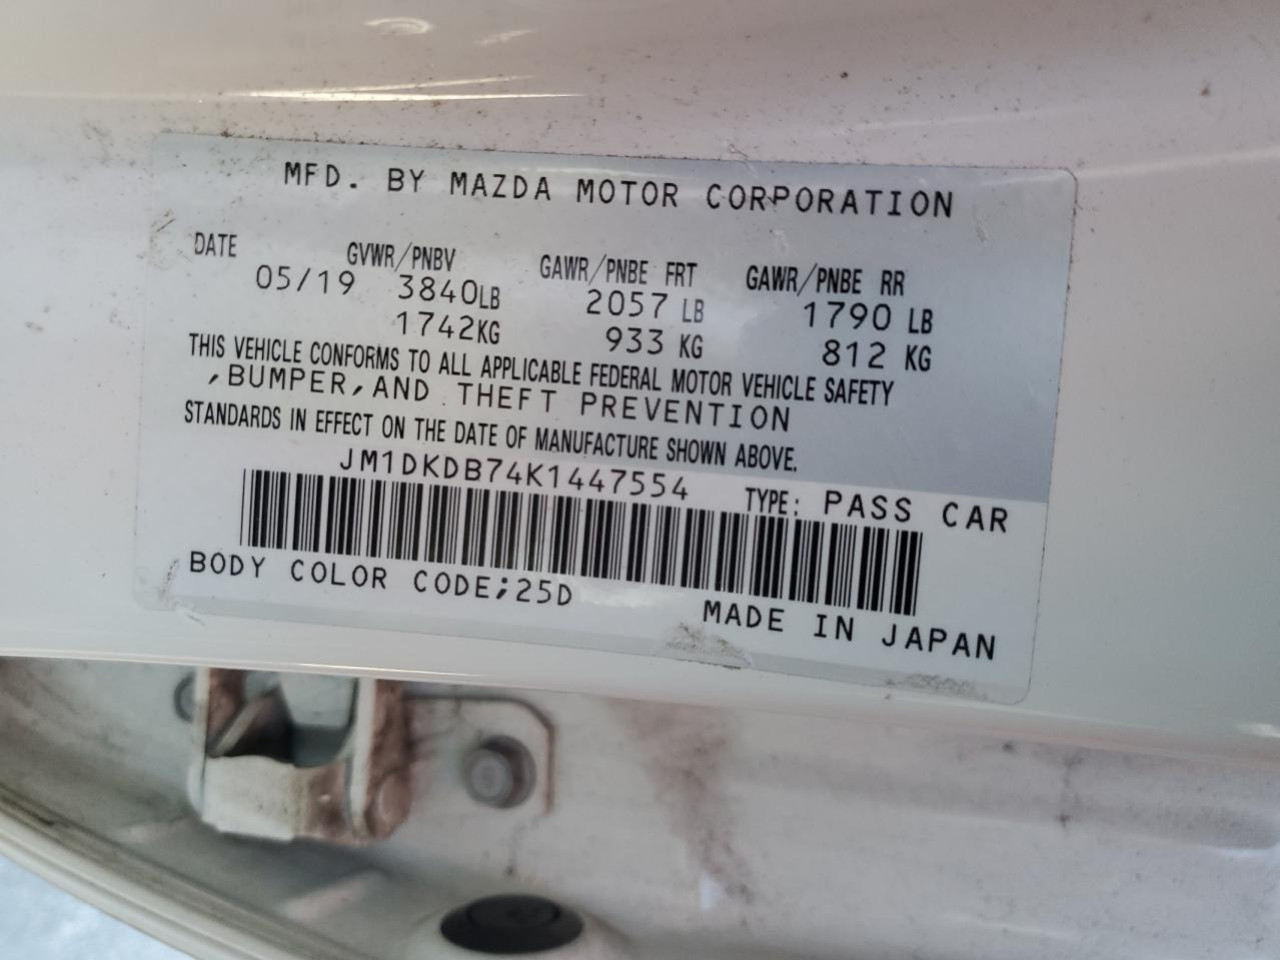 MFD. BY MAZDA MOTOR CORPORATION
DATE GVWR/PNBV GAWR/PNBE FRT GAWR/PNBE RR
05/19 3840LB 2057 LB 1790 LB
1742KG 933 KG 812 KG
THIS VEHICLE CONFORMS TO ALL APPLICABLE FEDERAL MOTOR VEHICLE SAFETY
,BUMPER,AND THEFT PREVENTION
STANDARDS IN EFFECT ON THE DATE OF MANUFACTURE SHOWN ABOVE.
JM1DKDB74K1447554 TYPE: PASS CAR
BODY COLOR CODE;25D
MADE IN JAPAN